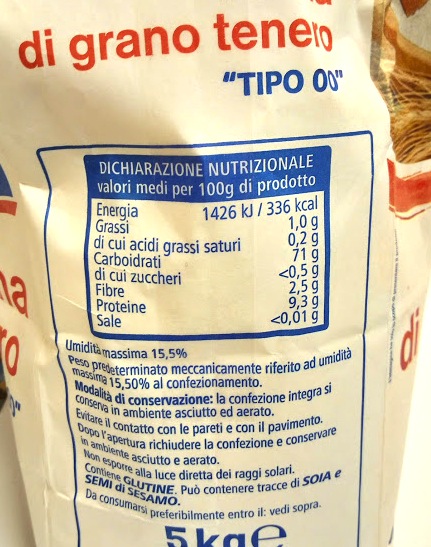 di grano tenero
"TIPO 00"
DICHIARAZIONE NUTRIZIONALE
valori medi per 100g di prodotto
Energia 1426 kJ / 336 kcal
Grassi 1,0 g
di cui acidi grassi saturi 0,2 g
Carboidrati 71 g
di cui zuccheri <0,5 g
Fibre 2,5 g
Proteine 9,3 g
Sale <0,01 g
Umidità massima 15,5%
Peso predeterminato meccanicamente riferito ad umidità
massima 15,50% al confezionamento.
Modalità di conservazione: la confezione integra si
conserva in ambiente asciutto ed aerato.
Evitare il contatto con le pareti e con il pavimento.
Dopo l'apertura richiudere la confezione e conservare
in ambiente asciutto e aerato.
Non esporre alla luce diretta dei raggi solari.
Contiene GLUTINE. Può contenere tracce di SOIA e
SEMI di SESAMO.
Da consumarsi preferibilmente entro il: vedi sopra.
5kg e
di